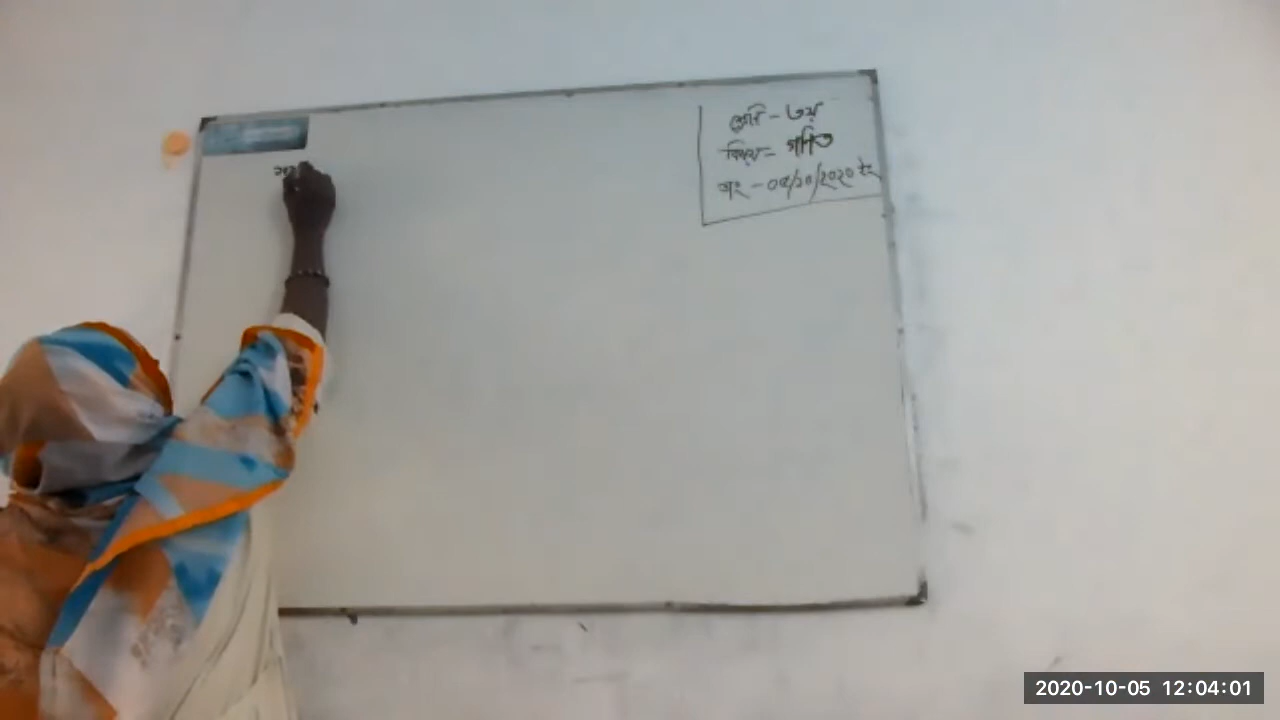 শ্রেণি - ৩য়
বিষয় - গণিত
তাং - ০৫/১০/২০২০ ইং
2020-10-05 12:04:01